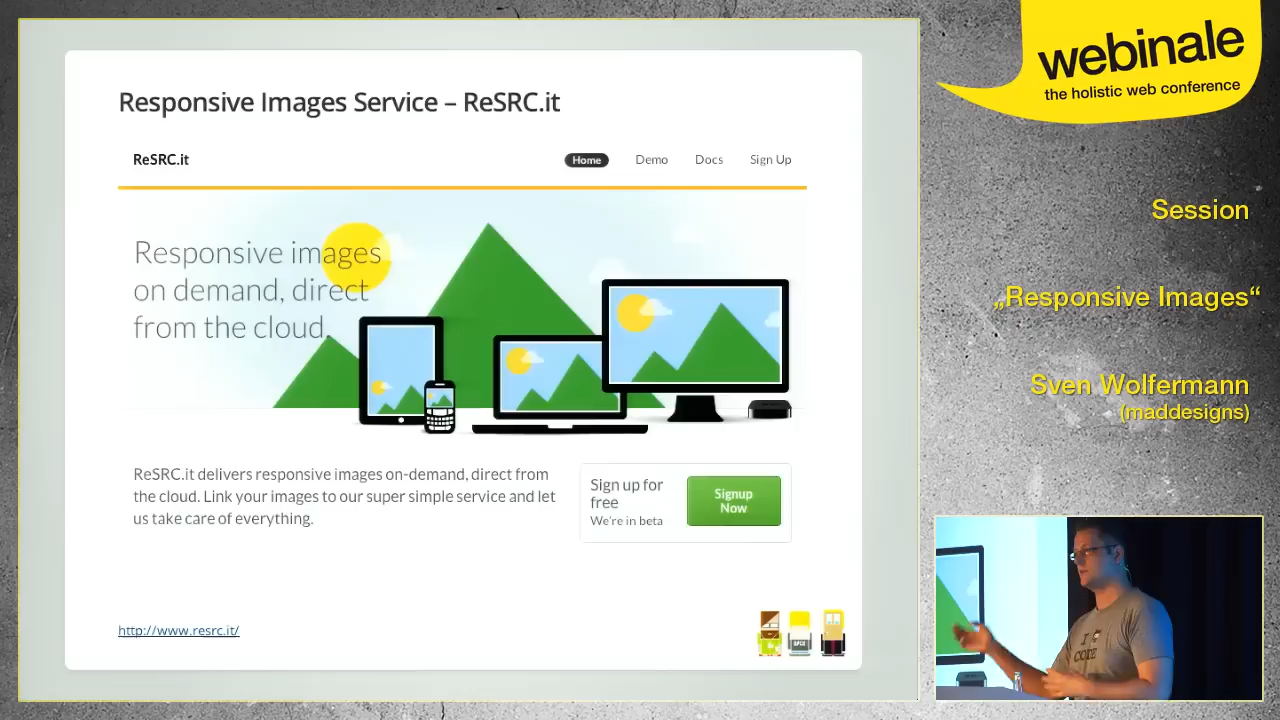 Responsive Images Service – ReSRC.it
ReSRC.it
Home
Demo
Docs
Sign Up
Responsive images
on demand, direct
from the cloud.
ReSRC.it delivers responsive images on-demand, direct from
the cloud. Link your images to our super simple service and let
us take care of everything.
Sign up for
free
We're in beta
Signup
Now
http://www.resrc.it/
webinale
the holistic web conference
Session
„Responsive Images“
Sven Wolfermann
(maddesigns)
I
CODE